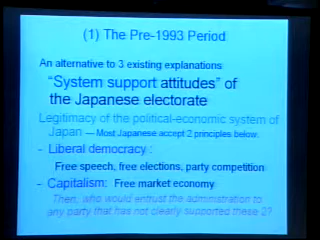 (1) The Pre-1993 Period
An alternative to 3 existing explanations
"System support attitudes" of
the Japanese electorate
Legitimacy of the political-economic system of
Japan — Most Japanese accept 2 principles below.
- Liberal democracy :
Free speech, free elections, party competition
- Capitalism: Free market economy
Then, who would entrust the administration to
any party that has not clearly supported these 2?